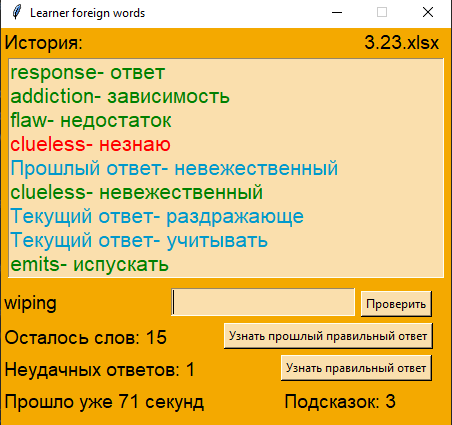 Learner foreign words
История: 3.23.xlsx
response- ответ
addiction- зависимость
flaw- недостаток
clueless- незнаю
Прошлый ответ- невежественный
clueless- невежественный
Текущий ответ- раздражающе
Текущий ответ- учитывать
emits- испускать
wiping Проверить
Осталось слов: 15 Узнать прошлый правильный ответ
Неудачных ответов: 1 Узнать правильный ответ
Прошло уже 71 секунд Подсказок: 3